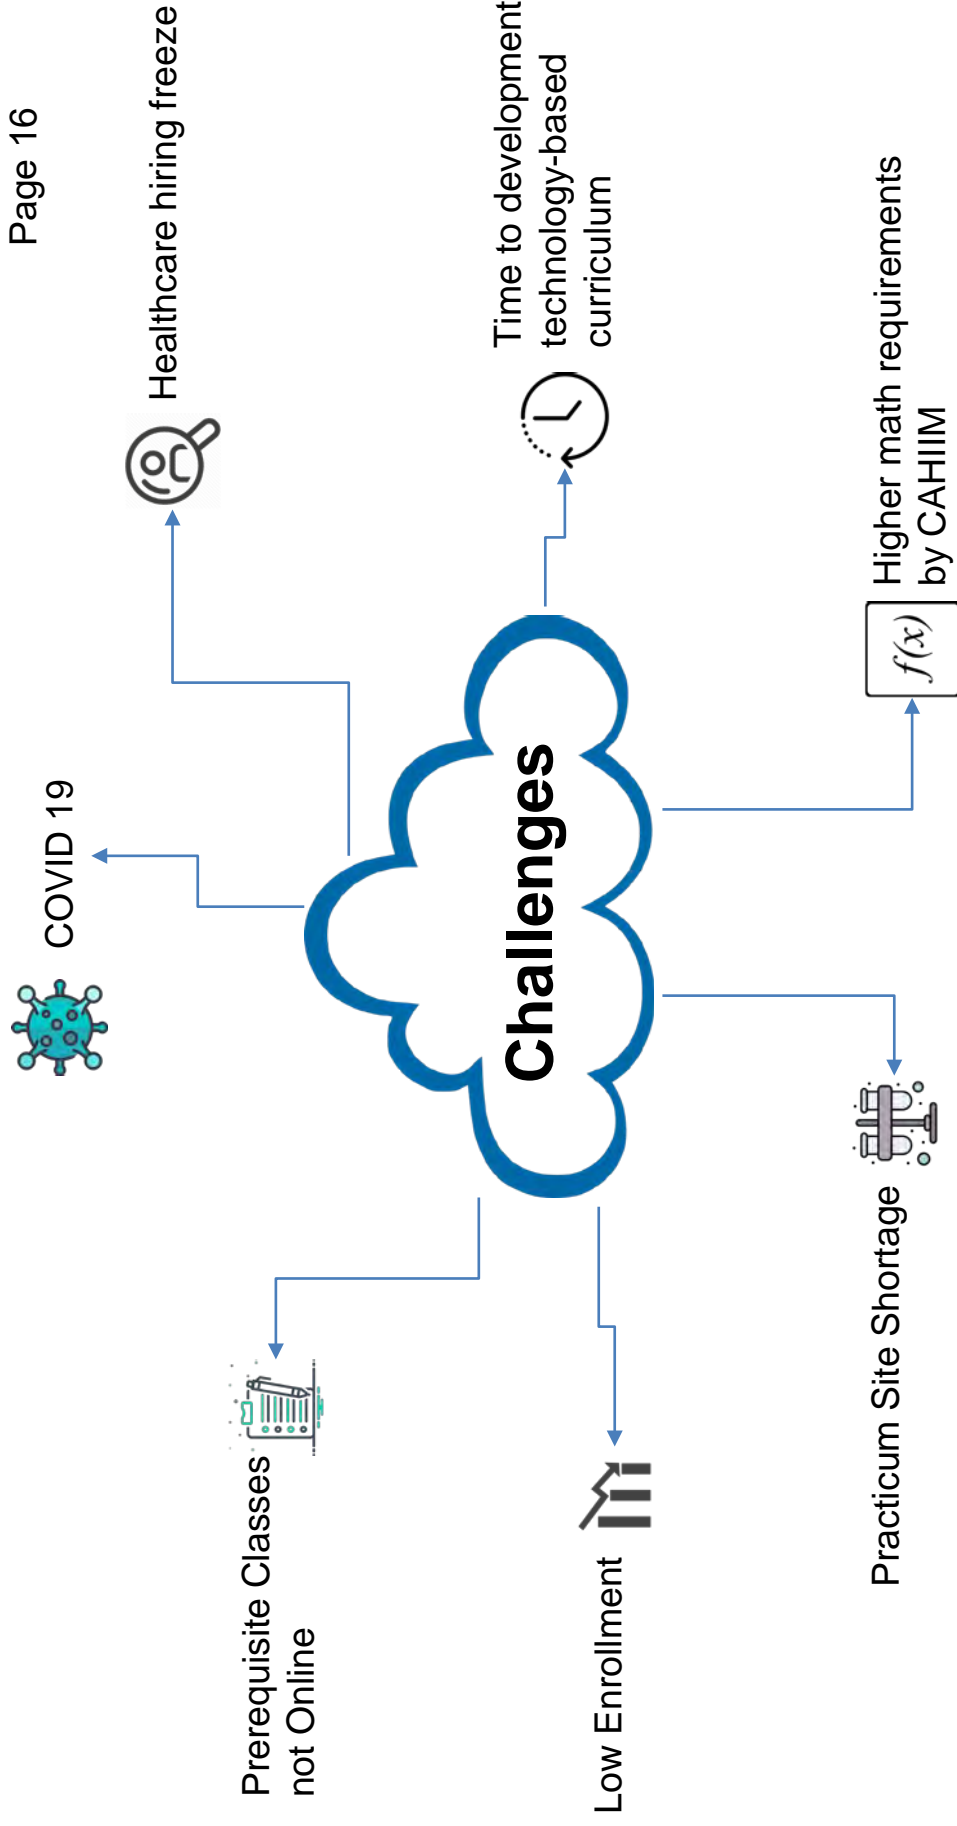 Page 16
COVID 19
Healthcare hiring freeze
Prerequisite Classes
not Online
Challenges
Time to development
technology-based
curriculum
Low Enrollment
Practicum Site Shortage
f(x)
Higher math requirements
by CAHIIM